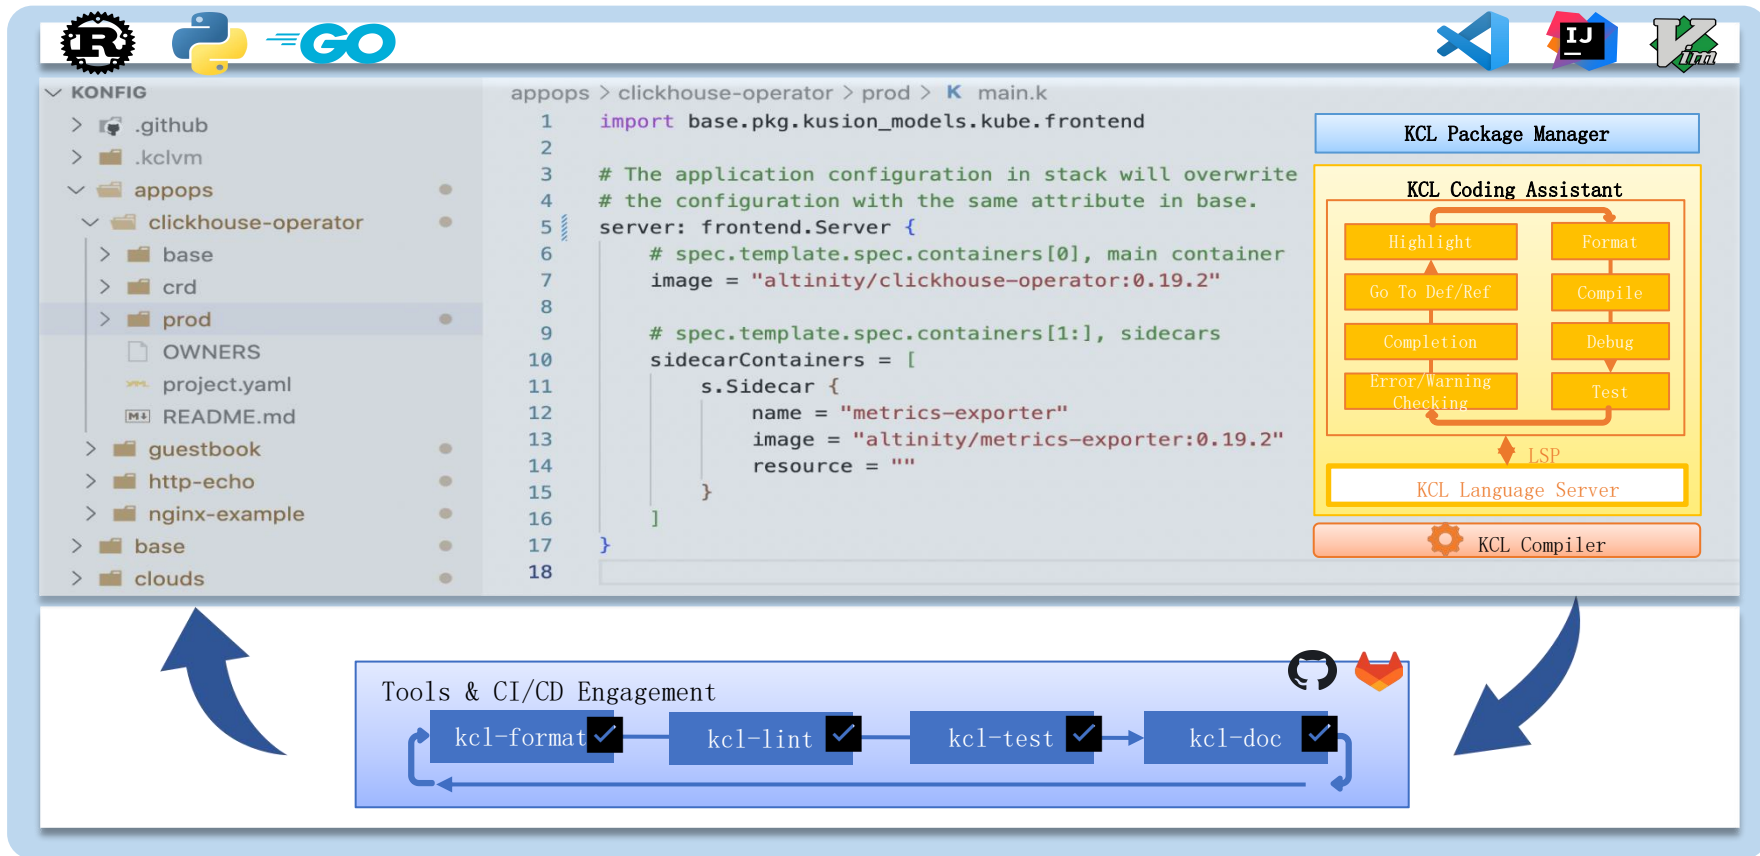 R
GO
IJ
Vim
KONFIG
.github
.kclvm
appops
clickhouse-operator
base
crd
prod
OWNERS
project.yaml
README.md
guestbook
http-echo
nginx-example
base
clouds
appops > clickhouse-operator > prod > K main.k
1 import base.pkg.kusion_models.kube.frontend
2
3 # The application configuration in stack will overwrite
4 # the configuration with the same attribute in base.
5 server: frontend.Server {
6 # spec.template.spec.containers[0], main container
7 image = "altinity/clickhouse-operator:0.19.2"
8
9 # spec.template.spec.containers[1:], sidecars
10 sidecarContainers = [
11 s.Sidecar {
12 name = "metrics-exporter"
13 image = "altinity/metrics-exporter:0.19.2"
14 resource = ""
15 }
16 ]
17 }
18
KCL Package Manager
KCL Coding Assistant
Highlight
Go To Def/Ref
Completion
Error/Warning
Checking
Format
Compile
Debug
Test
LSP
KCL Language Server
KCL Compiler
Tools & CI/CD Engagement
kcl-format
kcl-lint
kcl-test
kcl-doc